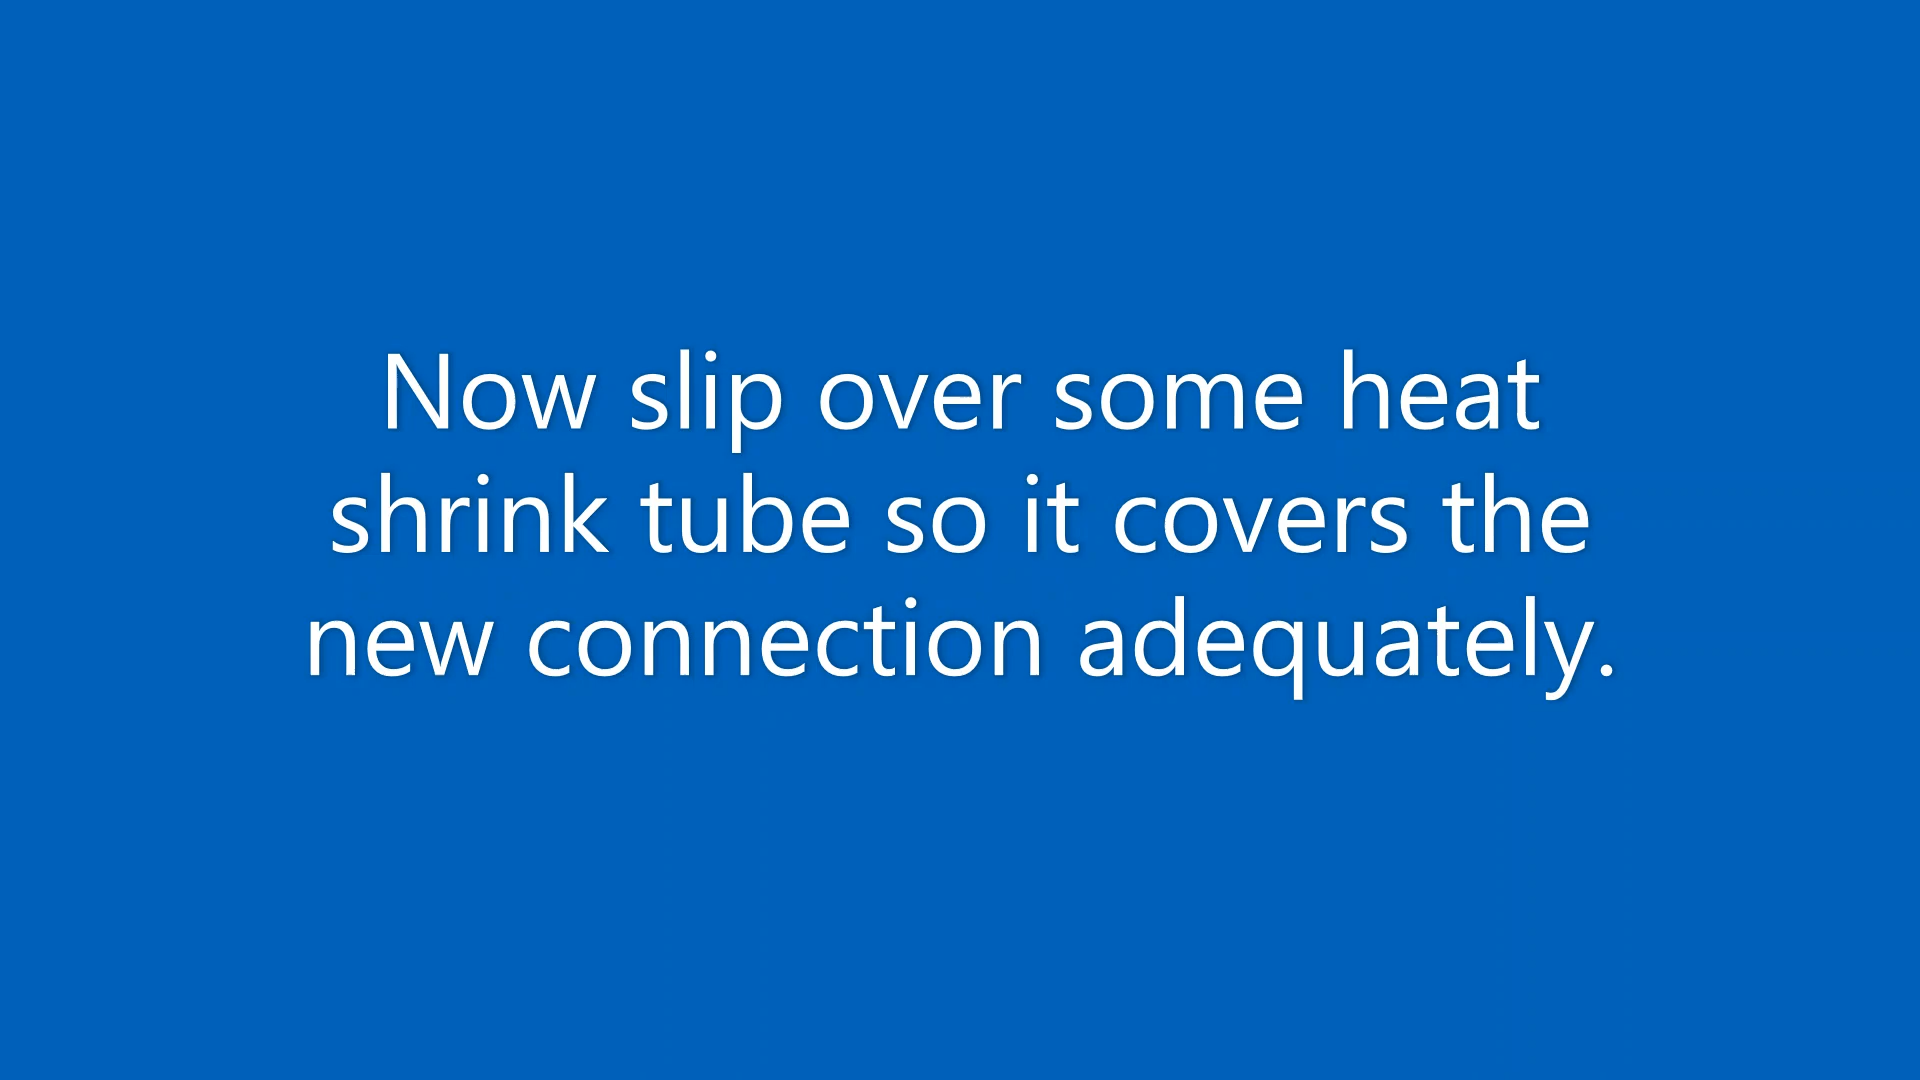 Now slip over some heat
shrink tube so it covers the
new connection adequately.